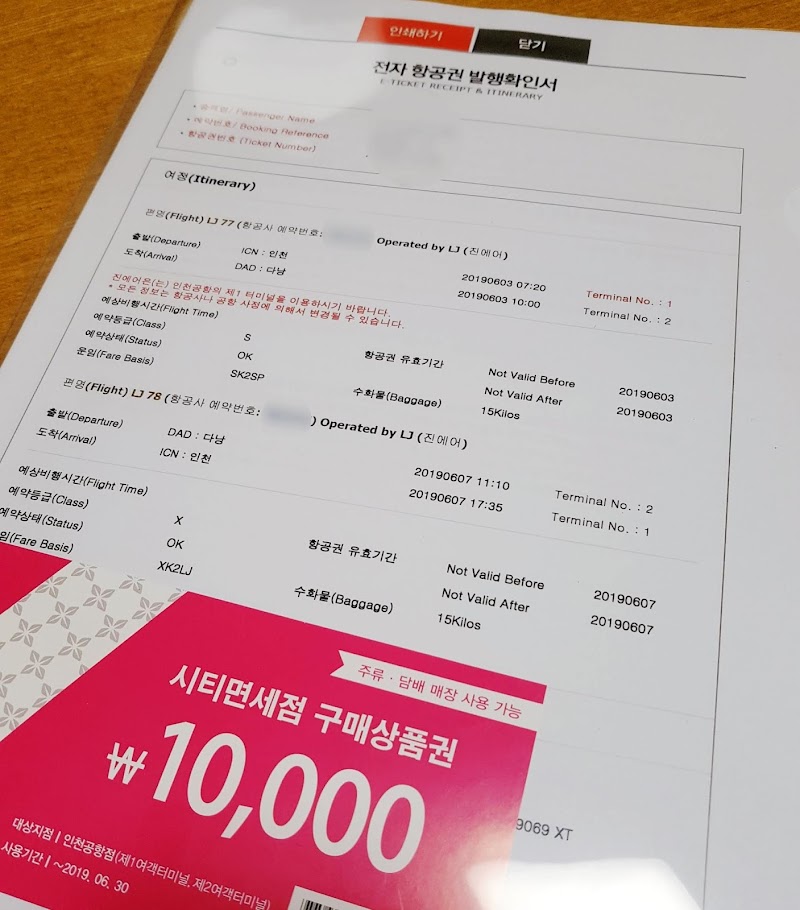 인쇄하기 닫기
전자 항공권 발행확인서
E-TICKET RECEIPT & ITINERARY
• 승객명/ Passenger Name
• 예약번호/ Booking Reference
• 항공권번호 (Ticket Number)
여정(Itinerary)
편명(Flight) LJ 77 (항공사 예약번호: Operated by LJ (진에어)
출발(Departure) ICN : 인천 20190603 07:20 Terminal No. : 1
도착(Arrival) DAD : 다낭 20190603 10:00 Terminal No. : 2
진에어은(는) 인천공항의 제1 터미널을 이용하시기 바랍니다.
* 모든 정보는 항공사나 공항 사정에 의해서 변경될 수 있습니다.
예상비행시간(Flight Time)
예약등급(Class) S 항공권 유효기간 Not Valid Before 20190603
예약상태(Status) OK Not Valid After 20190603
운임(Fare Basis) SK2SP 수화물(Baggage) 15Kilos
편명(Flight) LJ 78 (항공사 예약번호: ) Operated by LJ (진에어)
출발(Departure) DAD : 다낭 20190607 11:10 Terminal No. : 2
도착(Arrival) ICN : 인천 20190607 17:35 Terminal No. : 1
예상비행시간(Flight Time)
예약등급(Class) X 항공권 유효기간 Not Valid Before 20190607
예약상태(Status) OK Not Valid After 20190607
임(Fare Basis) XK2LJ 수화물(Baggage) 15Kilos
주류 · 담배 매장 사용 가능
시티면세점 구매상품권
₩10,000
9069 XT
대상지점 | 인천공항점(제1여객터미널, 제2여객터미널)
사용기간 | ~2019. 06. 30